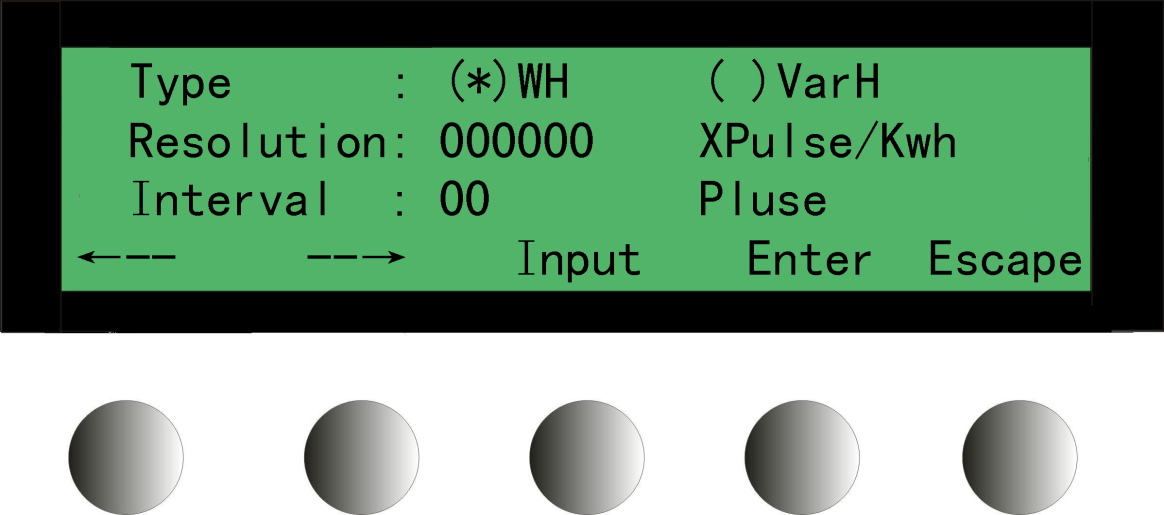 Type : (*)WH ( )VarH
Resolution: 000000 XPulse/Kwh
Interval : 00 Pluse
←-- --→ Input Enter Escape